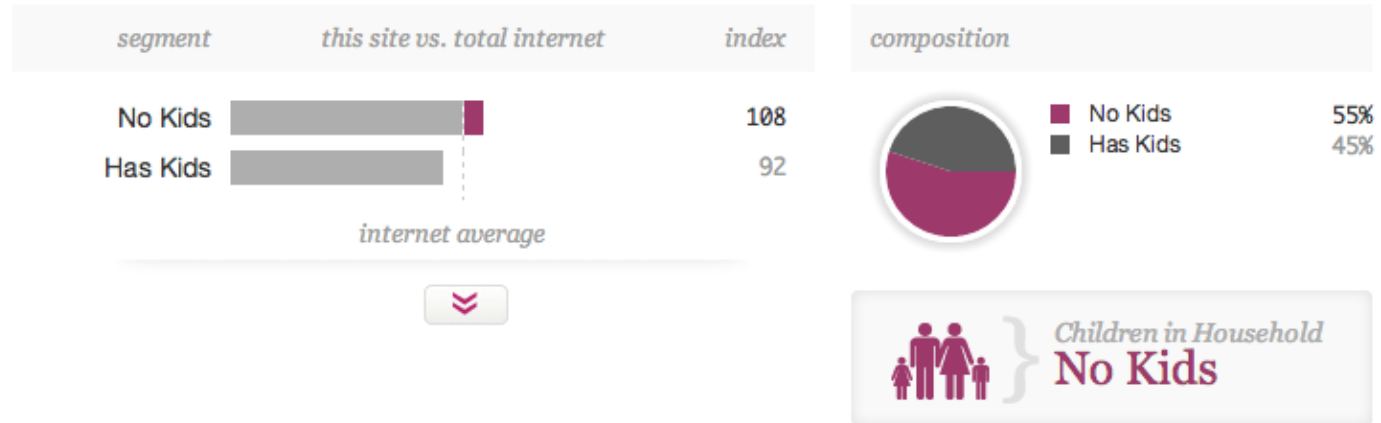 segment this site vs. total internet index
No Kids 108
Has Kids 92
internet average
composition
No Kids 55%
Has Kids 45%
Children in Household
No Kids